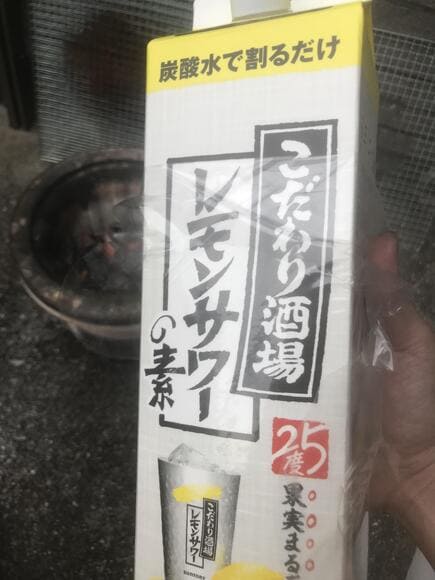 炭酸水で割るだけ
こだわり酒場
レモンサワー
の素
25度
果実まる
こだわり酒場
レモンサワー
SUNTORY